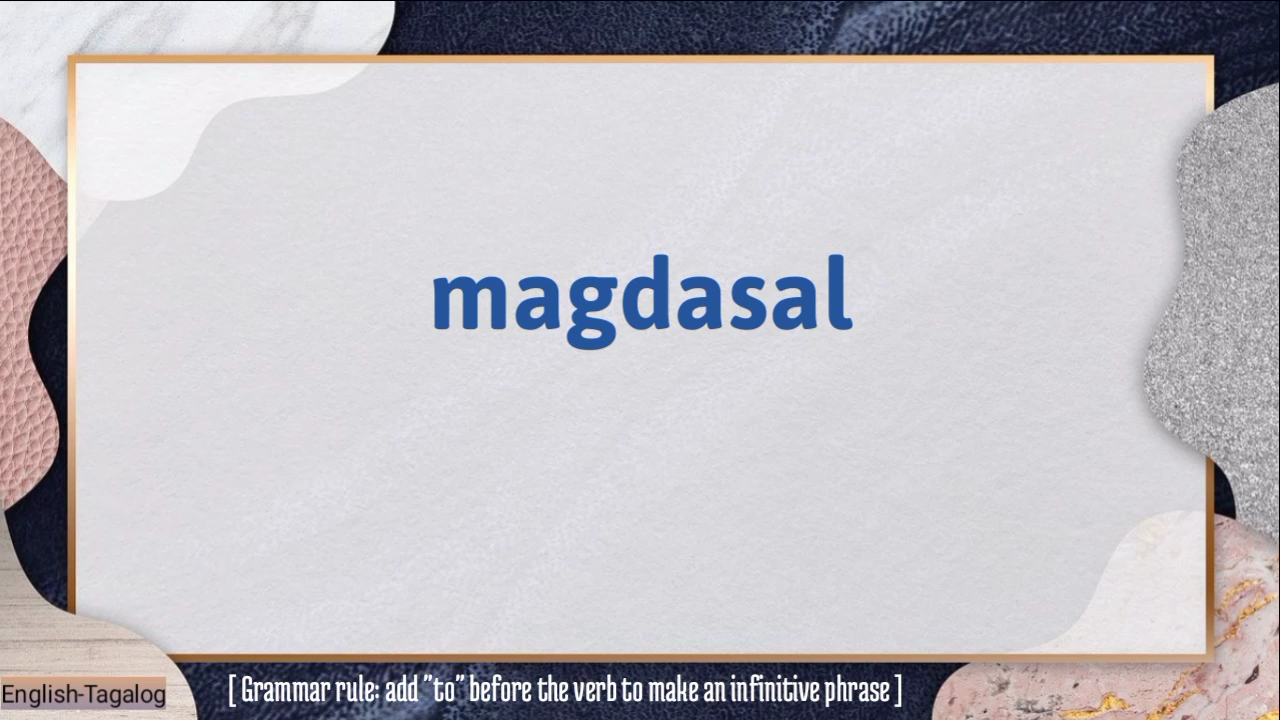 magdasal
English-Tagalog
[ Grammar rule: add "to" before the verb to make an infinitive phrase ]